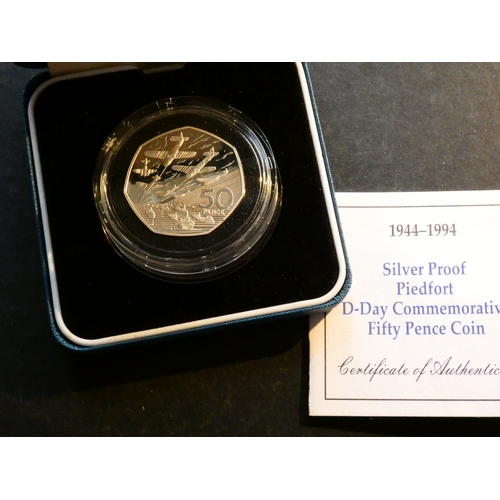 50
PENCE
1944–1994
Silver Proof
Piedfort
D-Day Commemorativ
Fifty Pence Coin
Certificate of Authentic